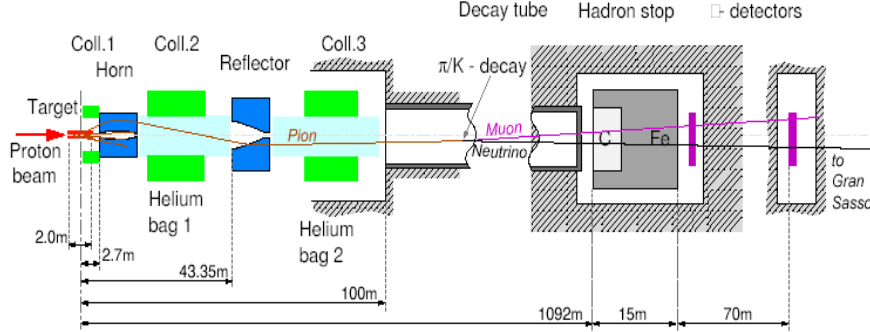 Decay tube
Hadron stop
- detectors
Coll.1
Coll.2
Coll.3
Horn
Reflector
π/K - decay
Target
Proton
beam
Pion
Muon
Neutrino
C
Fe
to
Gran
Sasso
Helium
bag 1
Helium
bag 2
2.0m
2.7m
43.35m
100m
1092m
15m
70m